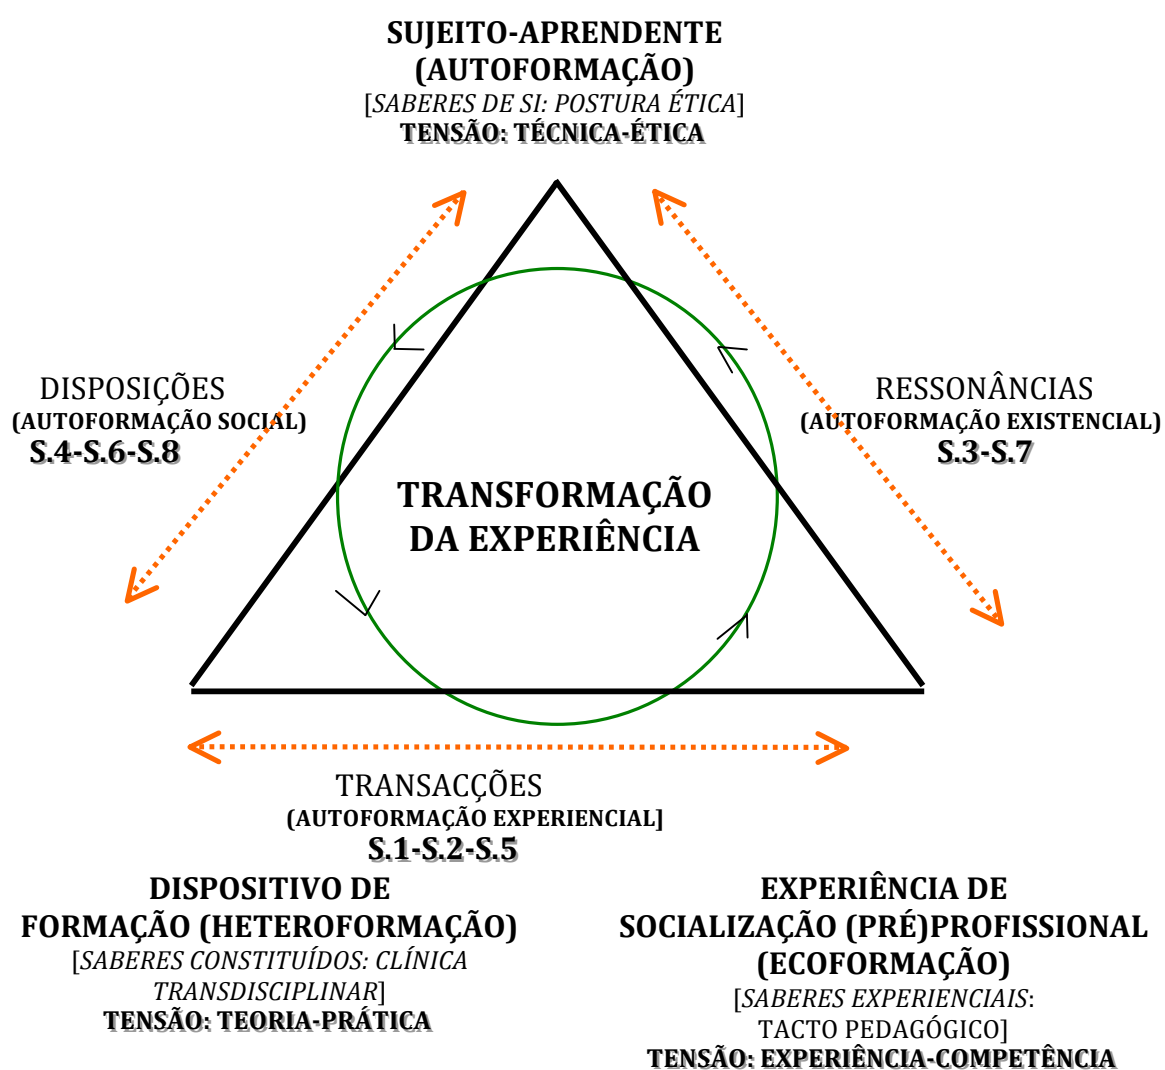 SUJEITO-APRENDENTE
(AUTOFORMAÇÃO)
[SABERES DE SI: POSTURA ÉTICA]
TENSÃO: TÉCNICA-ÉTICA
DISPOSIÇÕES
(AUTOFORMAÇÃO SOCIAL)
S.4-S.6-S.8
RESSONÂNCIAS
(AUTOFORMAÇÃO EXISTENCIAL)
S.3-S.7
TRANSFORMAÇÃO
DA EXPERIÊNCIA
TRANSACÇÕES
(AUTOFORMAÇÃO EXPERIENCIAL]
S.1-S.2-S.5
DISPOSITIVO DE
FORMAÇÃO (HETEROFORMAÇÃO)
[SABERES CONSTITUÍDOS: CLÍNICA
TRANSDISCIPLINAR]
TENSÃO: TEORIA-PRÁTICA
EXPERIÊNCIA DE
SOCIALIZAÇÃO (PRÉ)PROFISSIONAL
(ECOFORMAÇÃO)
[SABERES EXPERIENCIAIS:
TACTO PEDAGÓGICO]
TENSÃO: EXPERIÊNCIA-COMPETÊNCIA